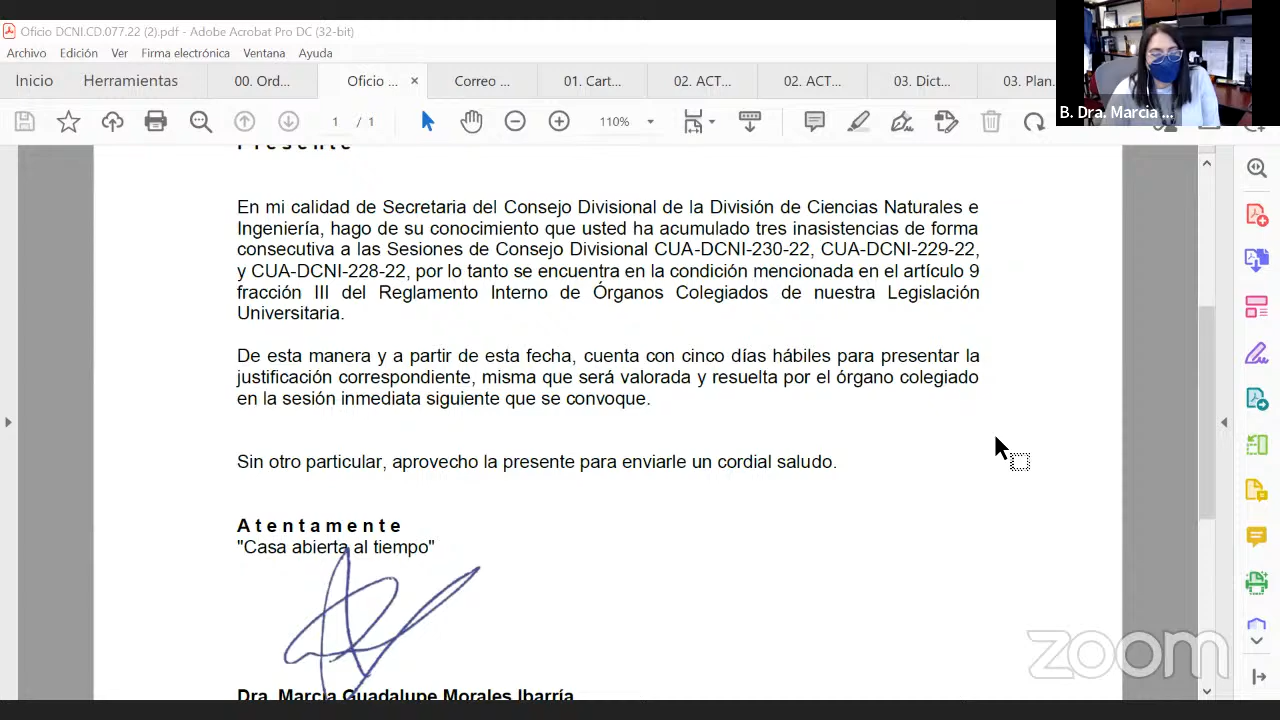 Oficio DCNI.CD.077.22 (2).pdf - Adobe Acrobat Pro DC (32-bit)
Archivo Edición Ver Firma electrónica Ventana Ayuda
Inicio Herramientas 00. Ord... Oficio ... × Correo ... 01. Cart... 02. ACT... 02. ACT... 03. Dict... 03. Plan.
B. Dra. Marcia ...
1 / 1 110%
P r e s e n t e
En mi calidad de Secretaria del Consejo Divisional de la División de Ciencias Naturales e
Ingeniería, hago de su conocimiento que usted ha acumulado tres inasistencias de forma
consecutiva a las Sesiones de Consejo Divisional CUA-DCNI-230-22, CUA-DCNI-229-22,
y CUA-DCNI-228-22, por lo tanto se encuentra en la condición mencionada en el artículo 9
fracción III del Reglamento Interno de Órganos Colegiados de nuestra Legislación
Universitaria.
De esta manera y a partir de esta fecha, cuenta con cinco días hábiles para presentar la
justificación correspondiente, misma que será valorada y resuelta por el órgano colegiado
en la sesión inmediata siguiente que se convoque.
Sin otro particular, aprovecho la presente para enviarle un cordial saludo.
A t e n t a m e n t e
"Casa abierta al tiempo"
Dra. Marcia Guadalupe Morales Ibarría
zoom